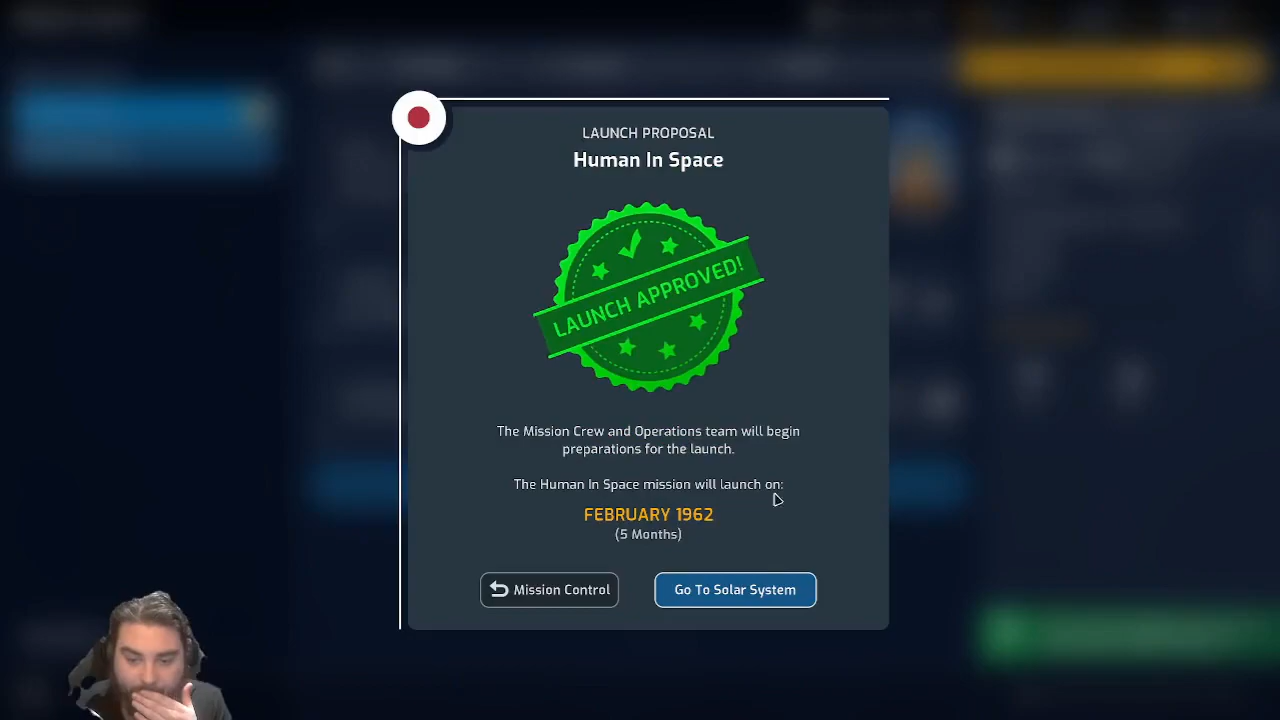 LAUNCH PROPOSAL
Human In Space
LAUNCH APPROVED!
The Mission Crew and Operations team will begin
preparations for the launch.
The Human In Space mission will launch on:
FEBRUARY 1962
(5 Months)
Mission Control
Go To Solar System